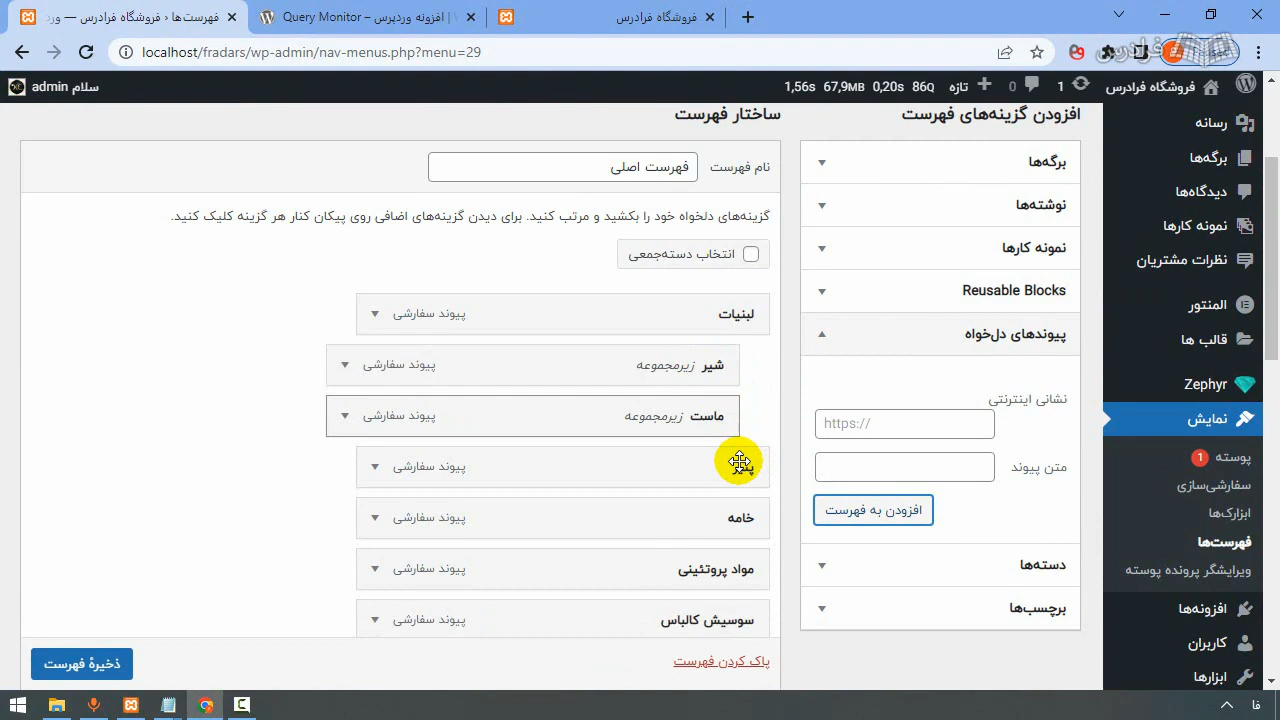 فهرست‌ها ‹ فروشگاه فرادرس — ورد
Query Monitor – افزونه وردپرس | W
فروشگاه فرادرس
localhost/fradars/wp-admin/nav-menus.php?menu=29
فرادرس
فروشگاه فرادرس
1
0
تازه
86Q
0,20s
67,9MB
1,56s
سلام admin
رسانه
برگه‌ها
دیدگاه‌ها
نمونه کارها
نظرات مشتریان
المنتور
قالب ها
Zephyr
نمایش
پوسته 1
سفارشی‌سازی
ابزارک‌ها
فهرست‌ها
ویرایشگر پرونده پوسته
افزونه‌ها
کاربران
ابزارها
افزودن گزینه‌های فهرست
برگه‌ها
نوشته‌ها
نمونه کارها
Reusable Blocks
پیوندهای دل‌خواه
نشانی اینترنتی
https://
متن پیوند
افزودن به فهرست
دسته‌ها
برچسب‌ها
ساختار فهرست
نام فهرست فهرست اصلی
گزینه‌های دلخواه خود را بکشید و مرتب کنید. برای دیدن گزینه‌های اضافی روی پیکان کنار هر گزینه کلیک کنید.
انتخاب دسته‌جمعی
لبنیات پیوند سفارشی
شیر زیرمجموعه پیوند سفارشی
ماست زیرمجموعه پیوند سفارشی
پنیر پیوند سفارشی
خامه پیوند سفارشی
مواد پروتئینی پیوند سفارشی
سوسیش کالباس پیوند سفارشی
پاک کردن فهرست
ذخیرهٔ فهرست
فا